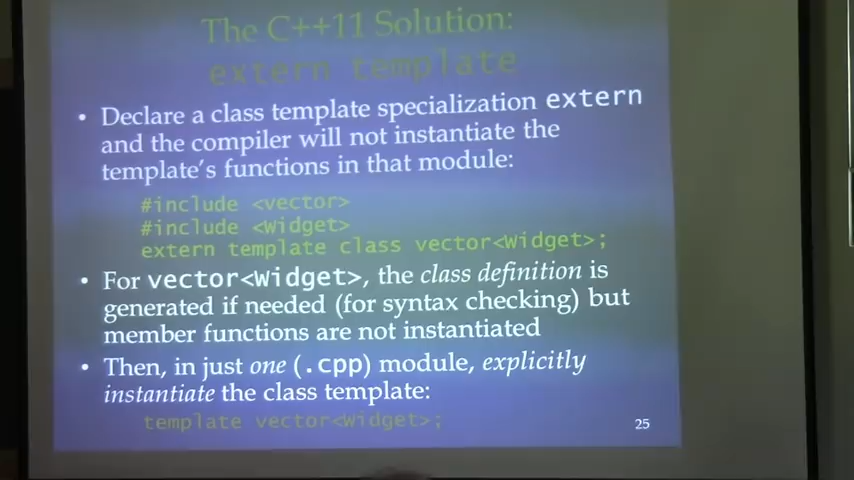 The C++11 Solution:
extern template
• Declare a class template specialization extern
and the compiler will not instantiate the
template's functions in that module:
#include <vector>
#include <Widget>
extern template class vector<Widget>;
• For vector<Widget>, the class definition is
generated if needed (for syntax checking) but
member functions are not instantiated
• Then, in just one (.cpp) module, explicitly
instantiate the class template:
template vector<Widget>;
25